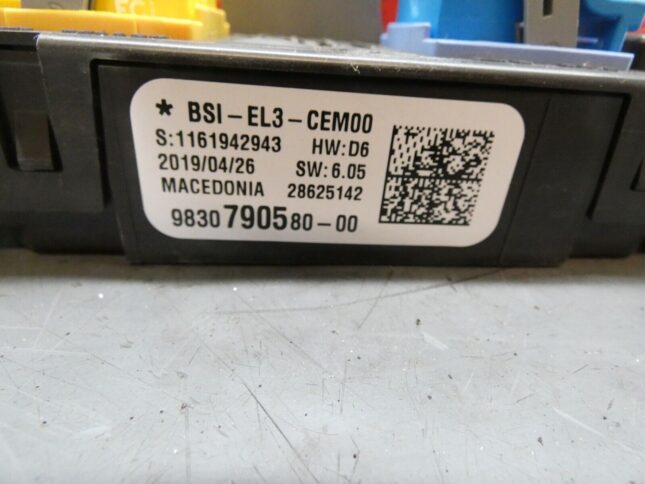 * BSI-EL3-CEM00
S:1161942943 HW:D6
2019/04/26 SW:6.05
MACEDONIA 28625142
9830790580-00